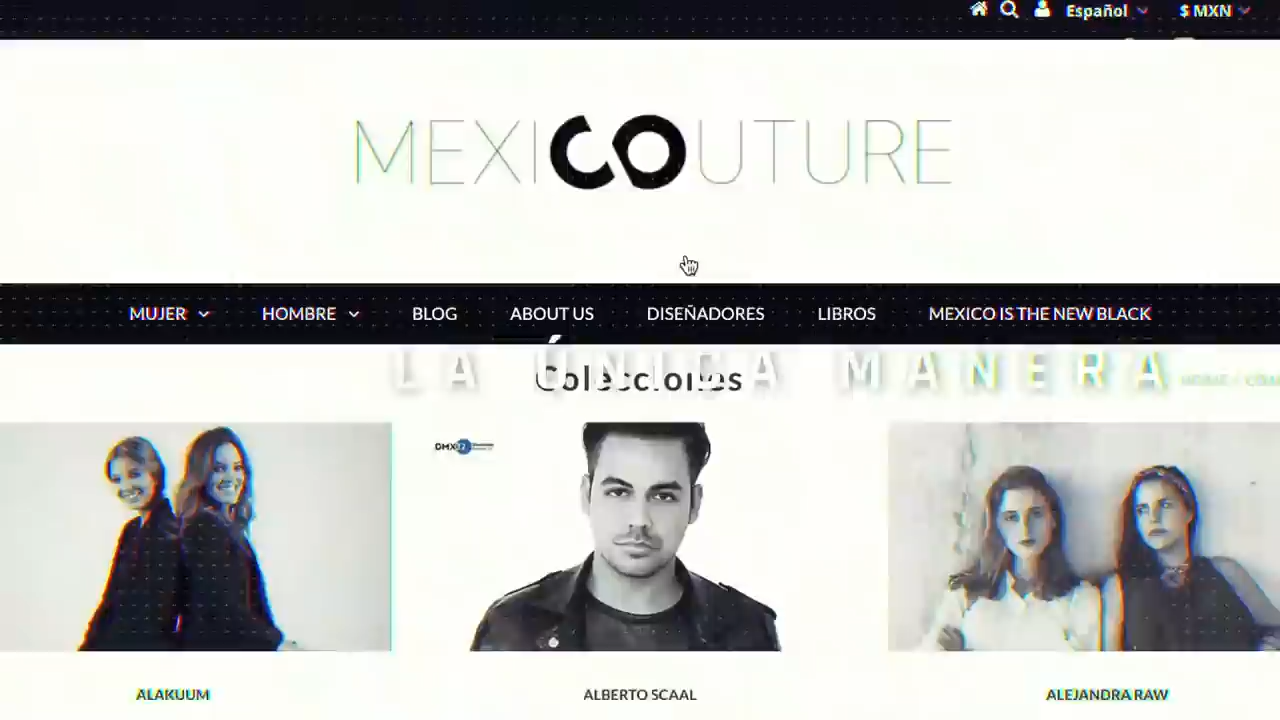 Español $ MXN
MEXICOUTURE
MUJER HOMBRE BLOG ABOUT US DISEÑADORES LIBROS MEXICO IS THE NEW BLACK
LA ÚNICA MANERA
Colecciones
HOME /
ALAKUUM ALBERTO SCAAL ALEJANDRA RAW